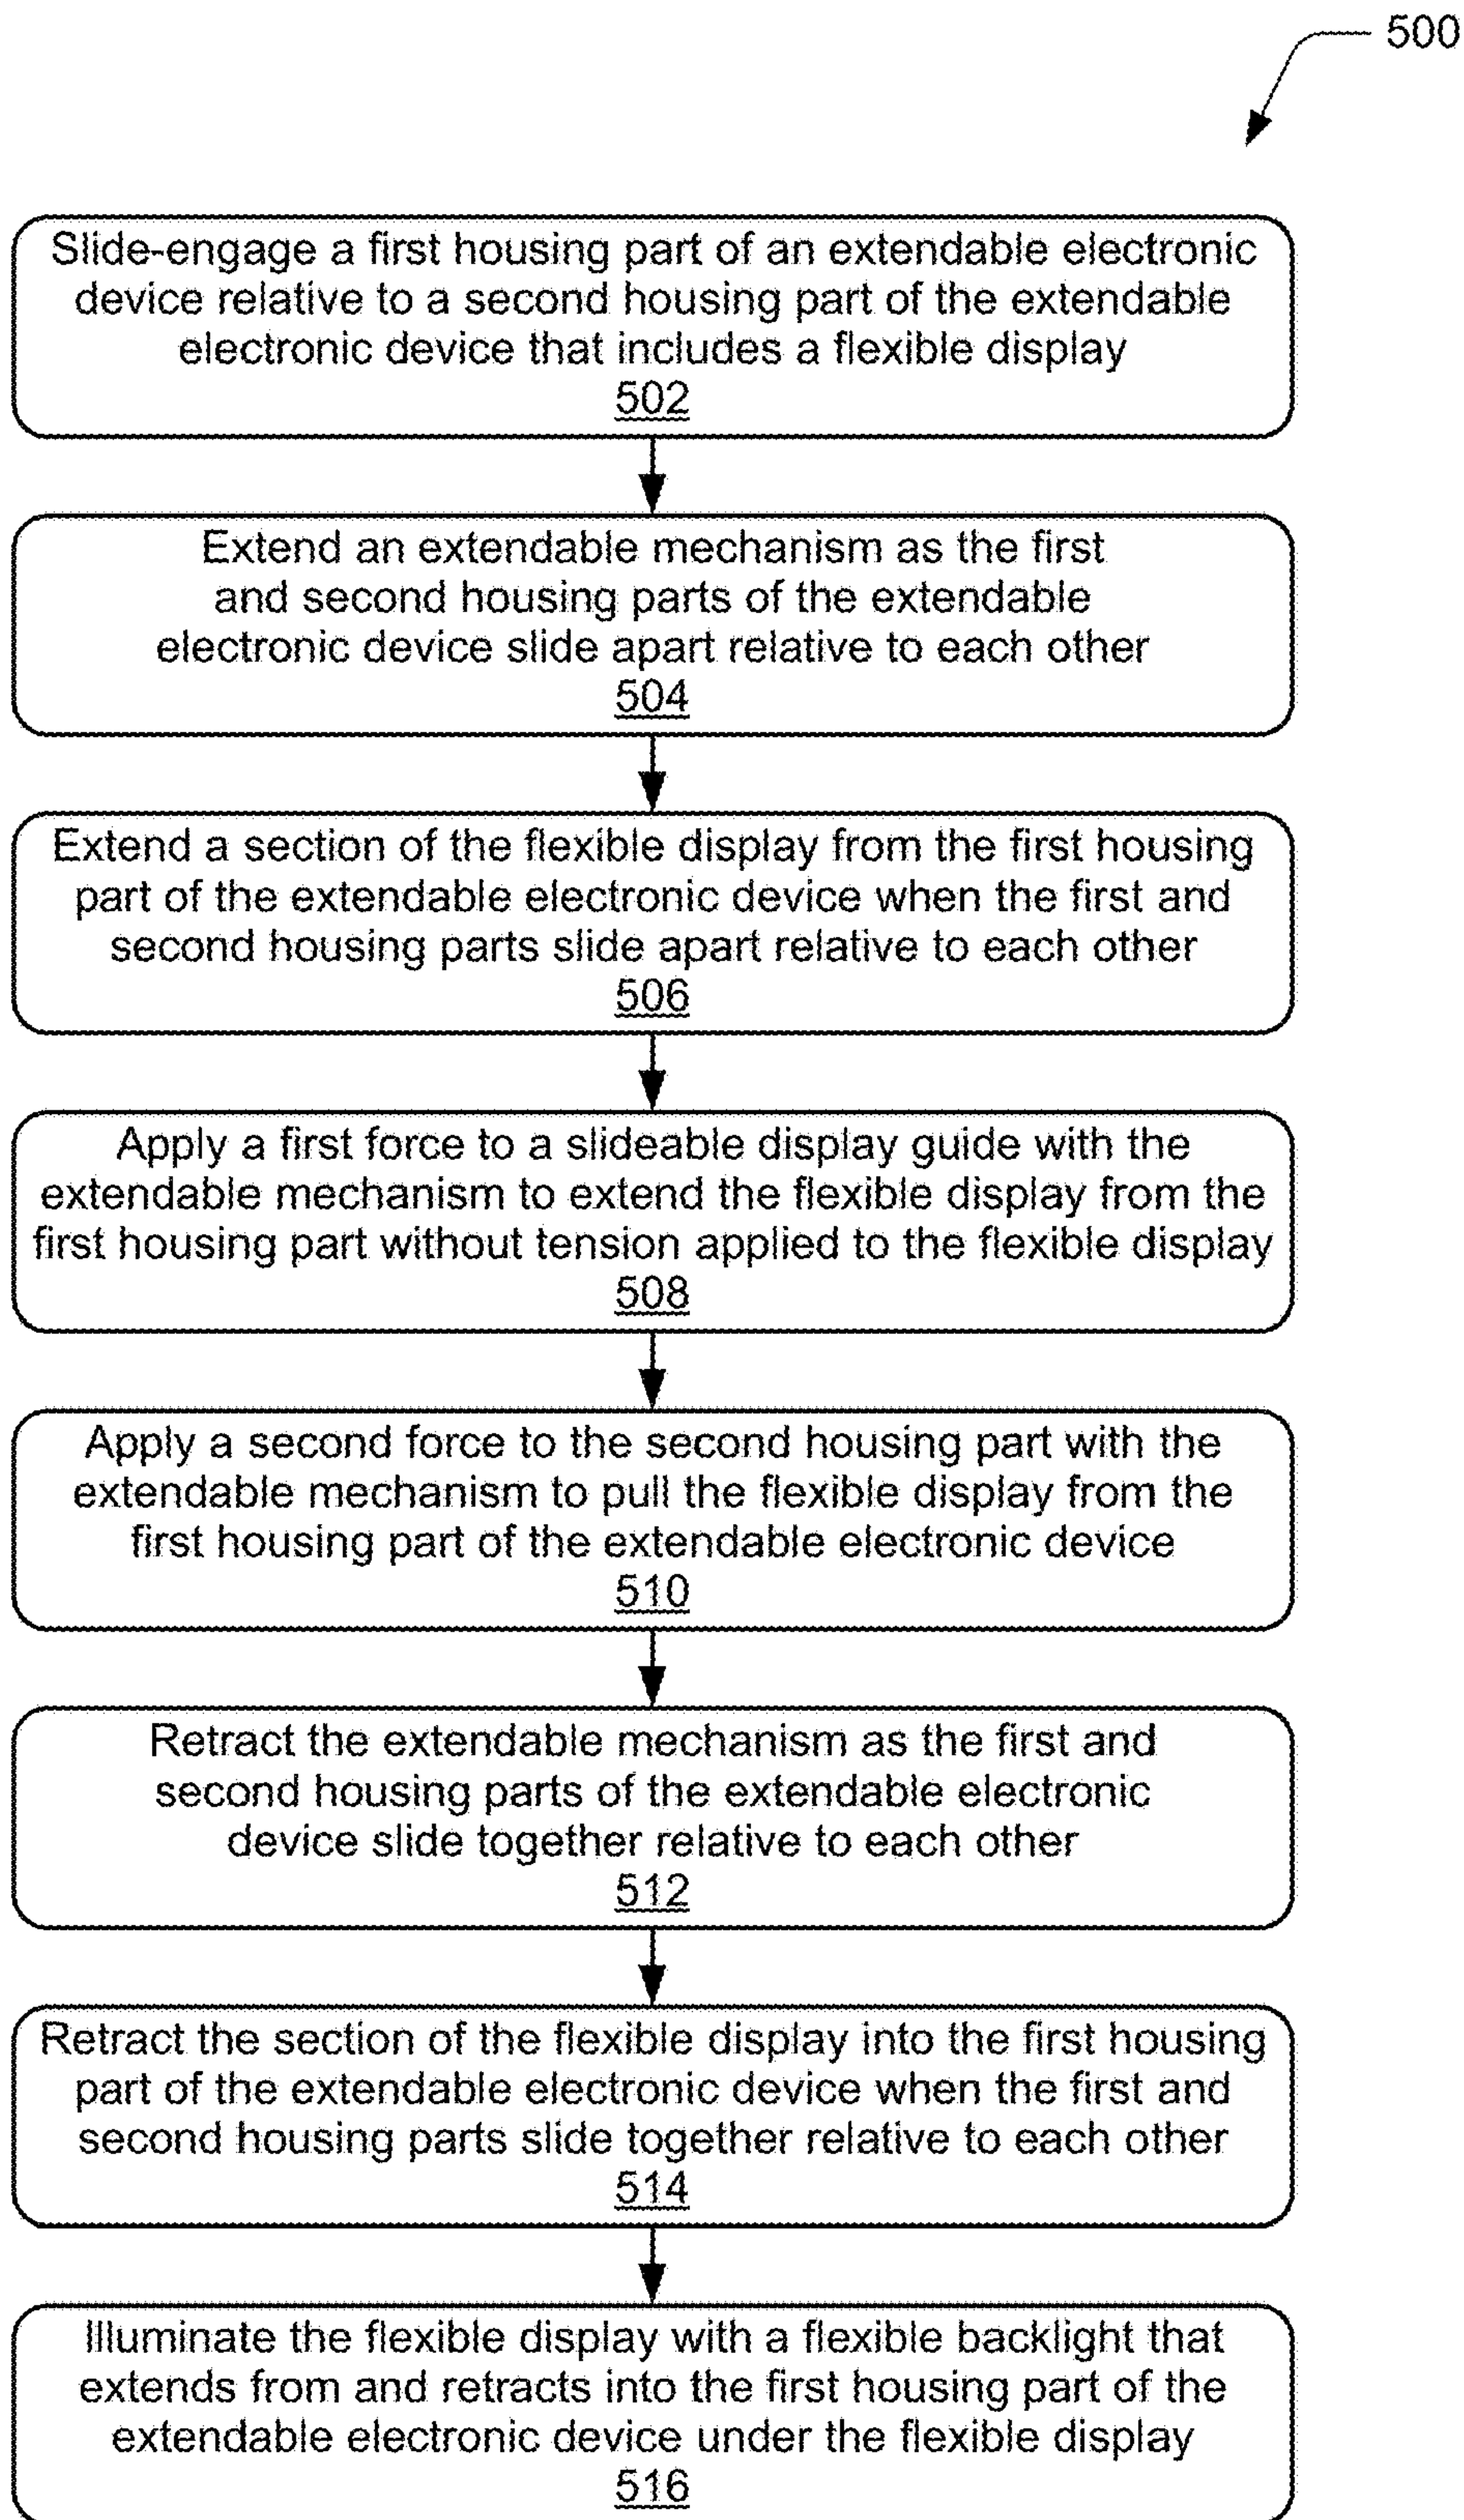 500
Slide-engage a first housing part of an extendable electronic
device relative to a second housing part of the extendable
electronic device that includes a flexible display
502
Extend an extendable mechanism as the first
and second housing parts of the extendable
electronic device slide apart relative to each other
504
Extend a section of the flexible display from the first housing
part of the extendable electronic device when the first and
second housing parts slide apart relative to each other
506
Apply a first force to a slideable display guide with the
extendable mechanism to extend the flexible display from the
first housing part without tension applied to the flexible display
508
Apply a second force to the second housing part with the
extendable mechanism to pull the flexible display from the
first housing part of the extendable electronic device
510
Retract the extendable mechanism as the first and
second housing parts of the extendable electronic
device slide together relative to each other
512
Retract the section of the flexible display into the first housing
part of the extendable electronic device when the first and
second housing parts slide together relative to each other
514
Illuminate the flexible display with a flexible backlight that
extends from and retracts into the first housing part of the
extendable electronic device under the flexible display
516